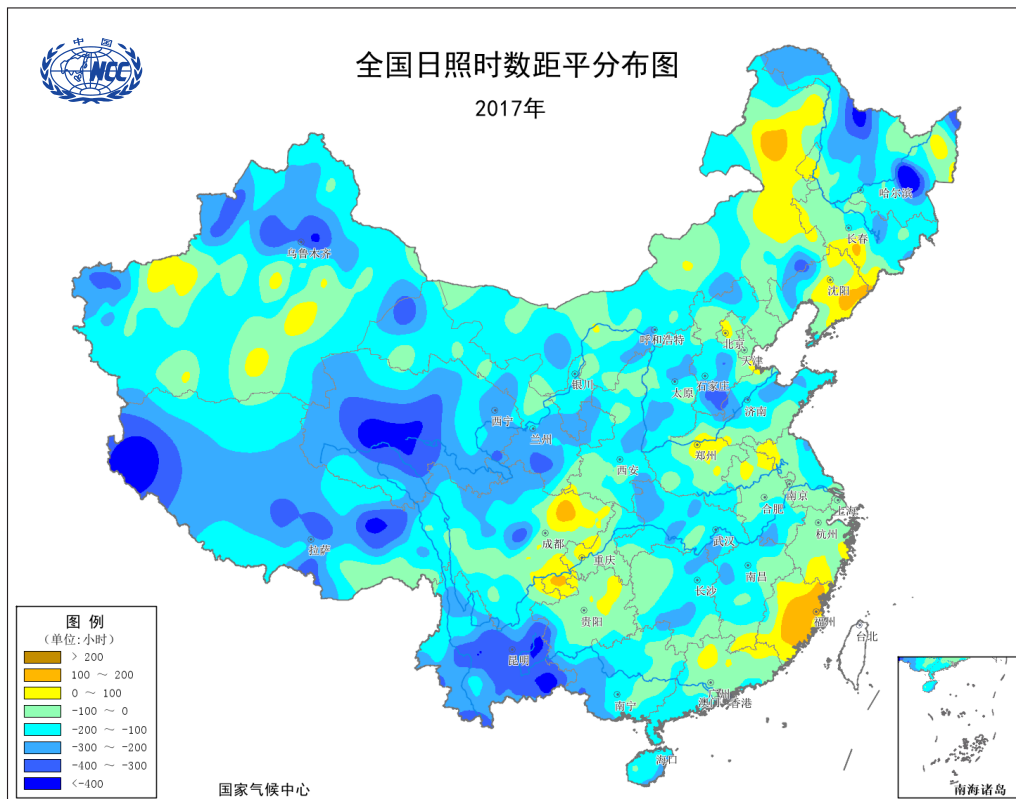 中国
NCC
全国日照时数距平分布图
2017年
哈尔滨
长春
乌鲁木齐
沈阳
呼和浩特
北京
天津
银川
太原
石家庄
济南
西宁
兰州
郑州
西安
南京
合肥
上海
拉萨
成都
武汉
杭州
重庆
南昌
长沙
贵阳
福州
台北
昆明
南宁
广州
澳门
香港
海口
图 例
(单位:小时)
> 200
100 ~ 200
0 ~ 100
-100 ~ 0
-200 ~ -100
-300 ~ -200
-400 ~ -300
<-400
国家气候中心
南海诸岛